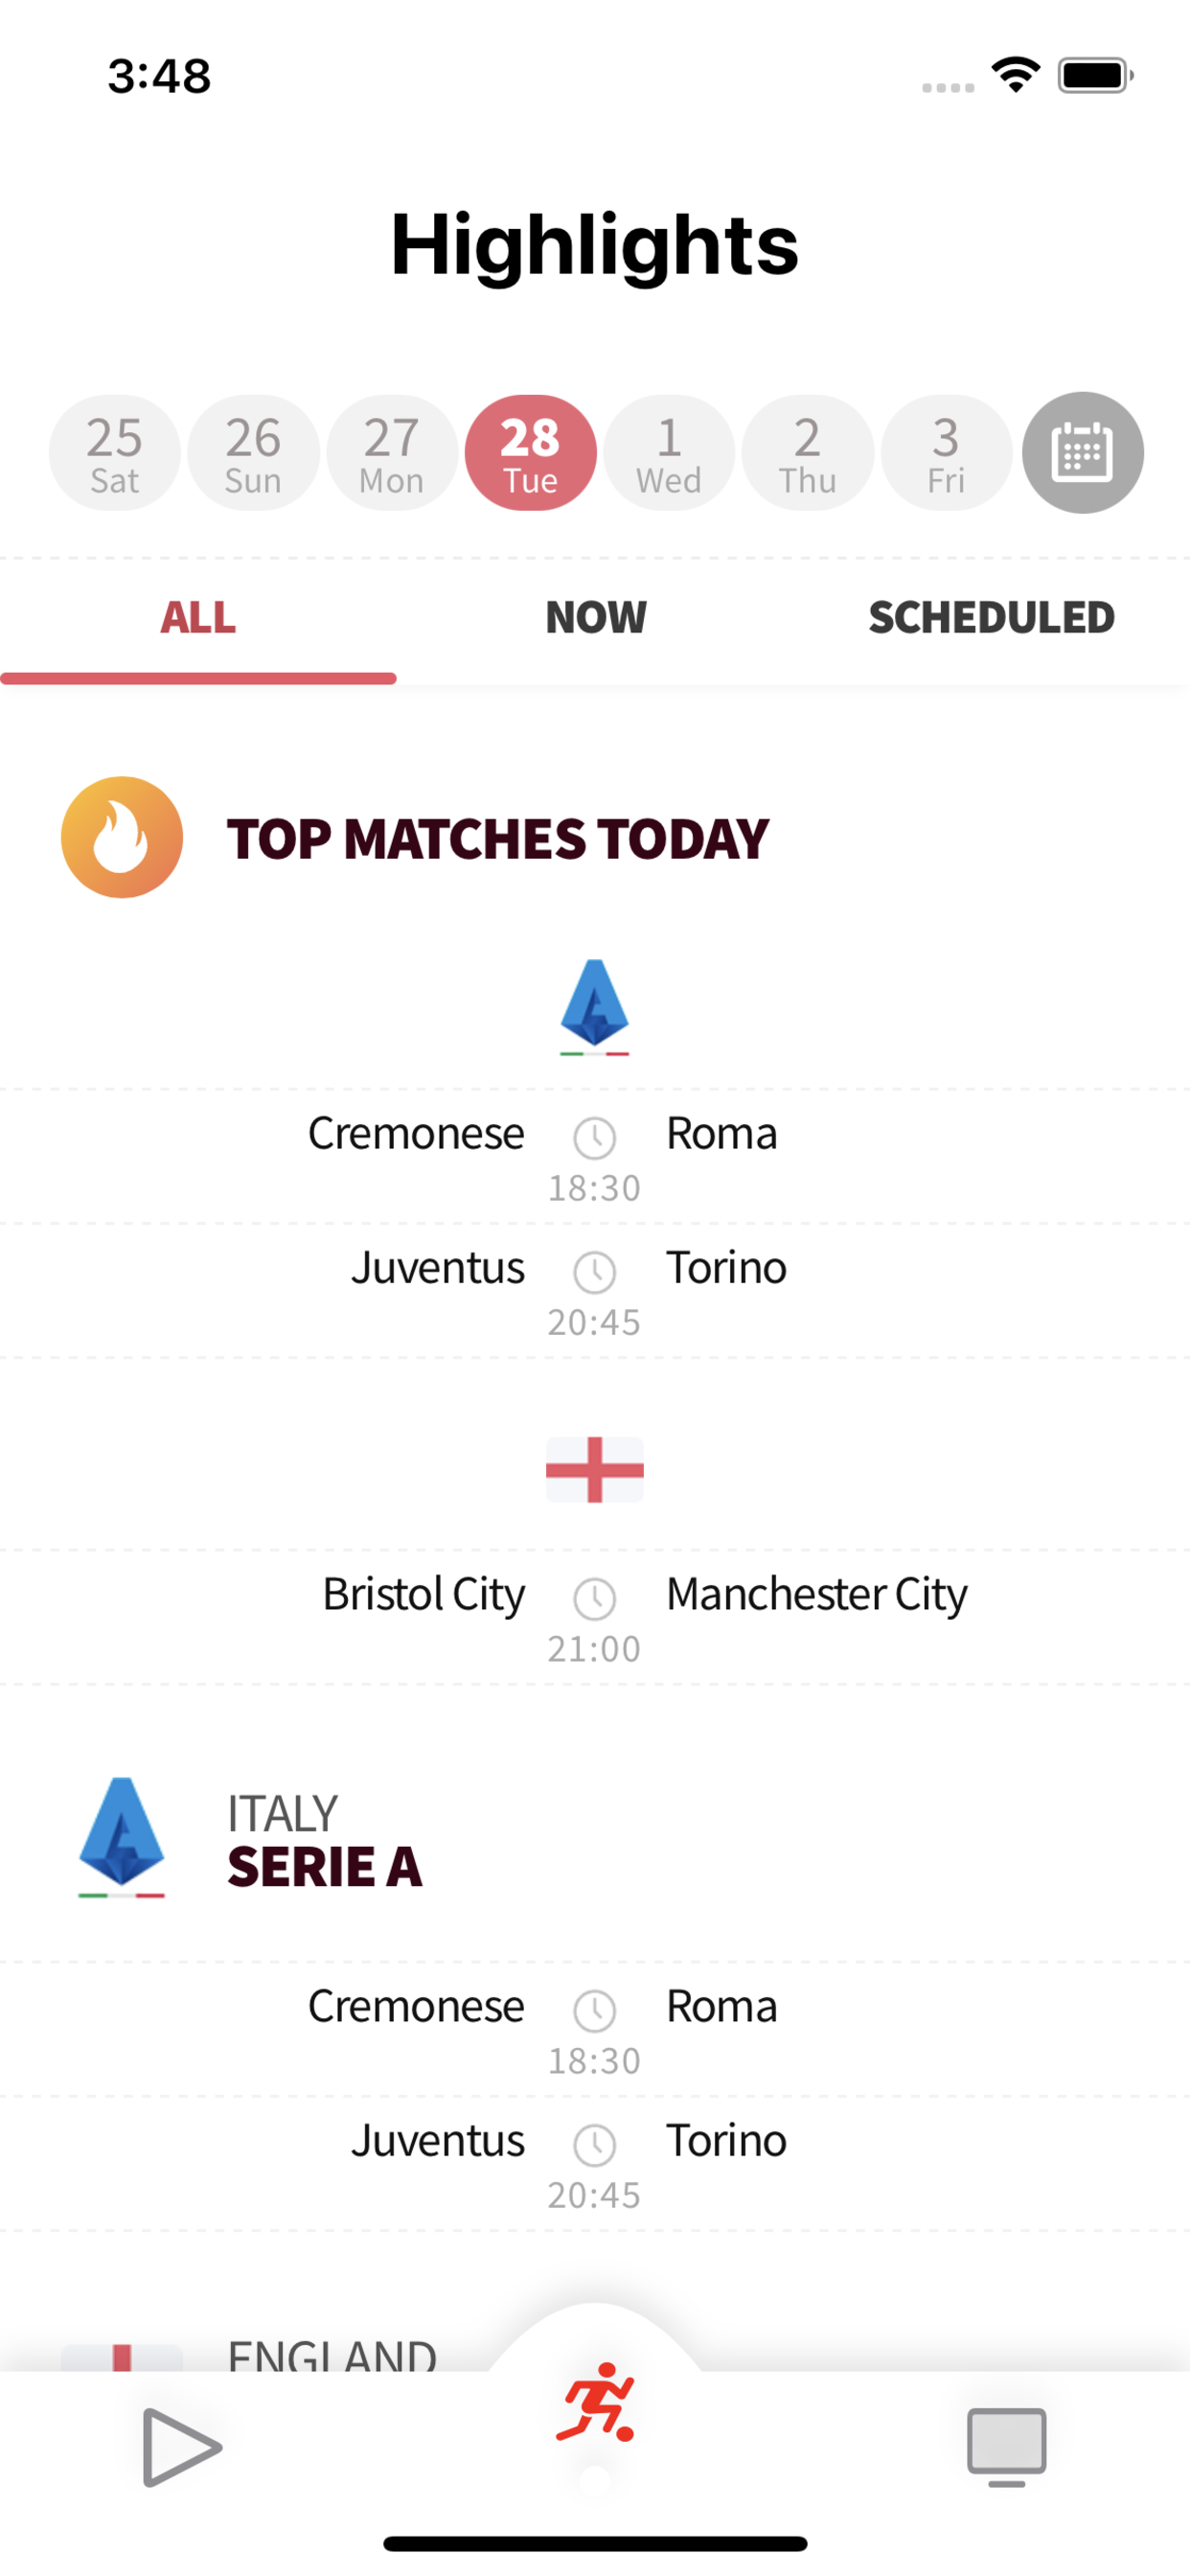 3:48
Highlights
25 26 27 28 1 2 3
Sat Sun Mon Tue Wed Thu Fri
ALL NOW SCHEDULED
TOP MATCHES TODAY
Cremonese Roma
18:30
Juventus Torino
20:45
Bristol City Manchester City
21:00
ITALY
SERIE A
Cremonese Roma
18:30
Juventus Torino
20:45
ENGLAND